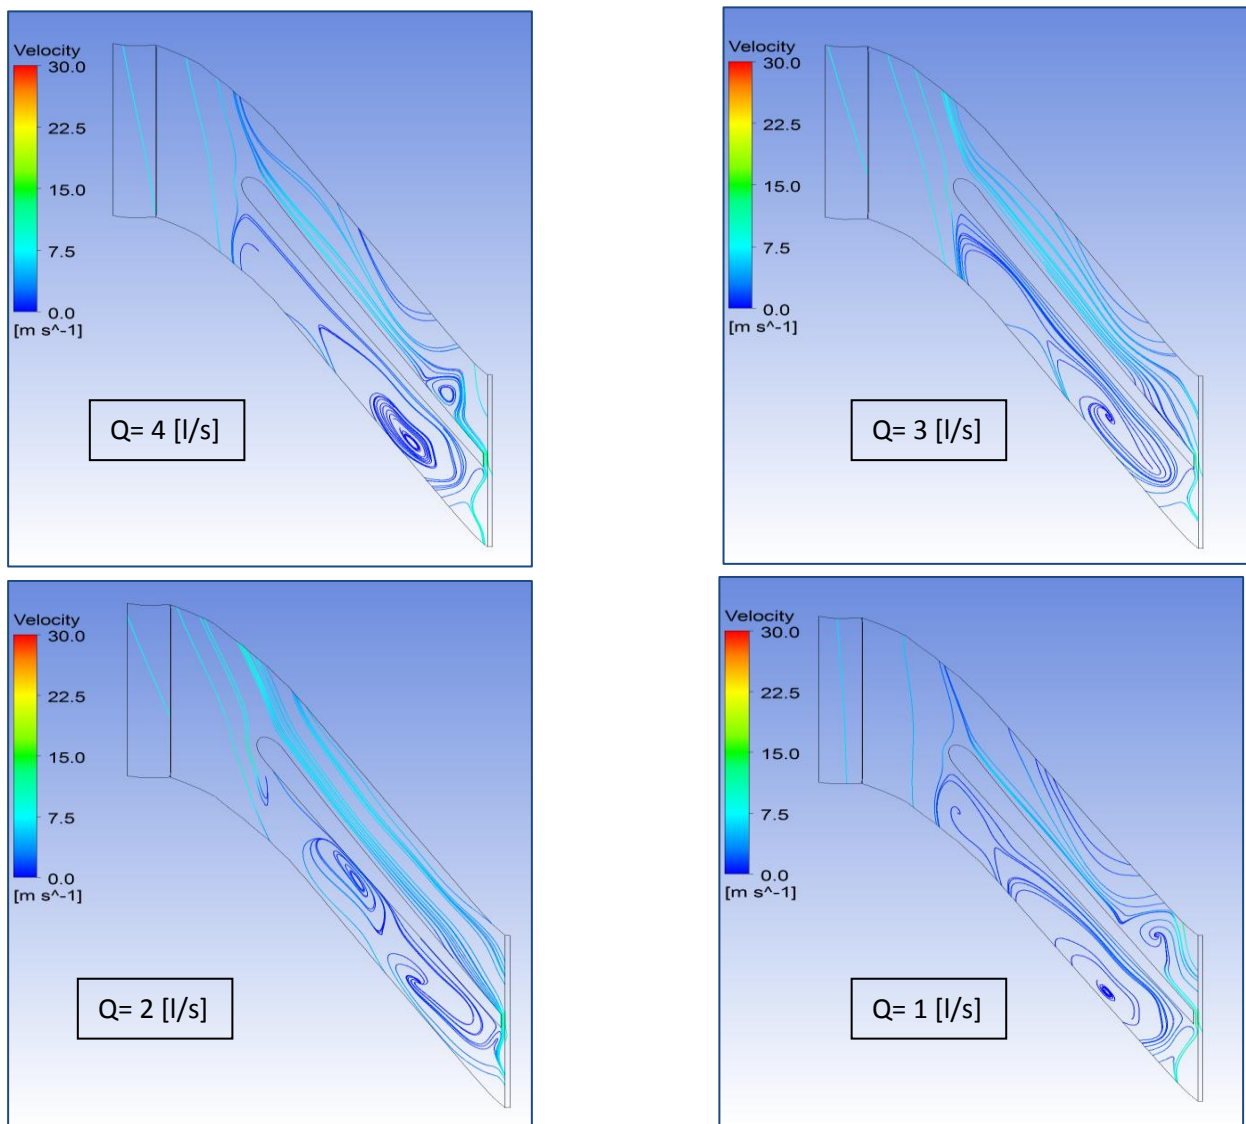 Velocity
30.0
22.5
15.0
7.5
0.0
[m s^-1]
Q= 4 [l/s]
Velocity
30.0
22.5
15.0
7.5
0.0
[m s^-1]
Q= 3 [l/s]
Velocity
30.0
22.5
15.0
7.5
0.0
[m s^-1]
Q= 2 [l/s]
Velocity
30.0
22.5
15.0
7.5
0.0
[m s^-1]
Q= 1 [l/s]